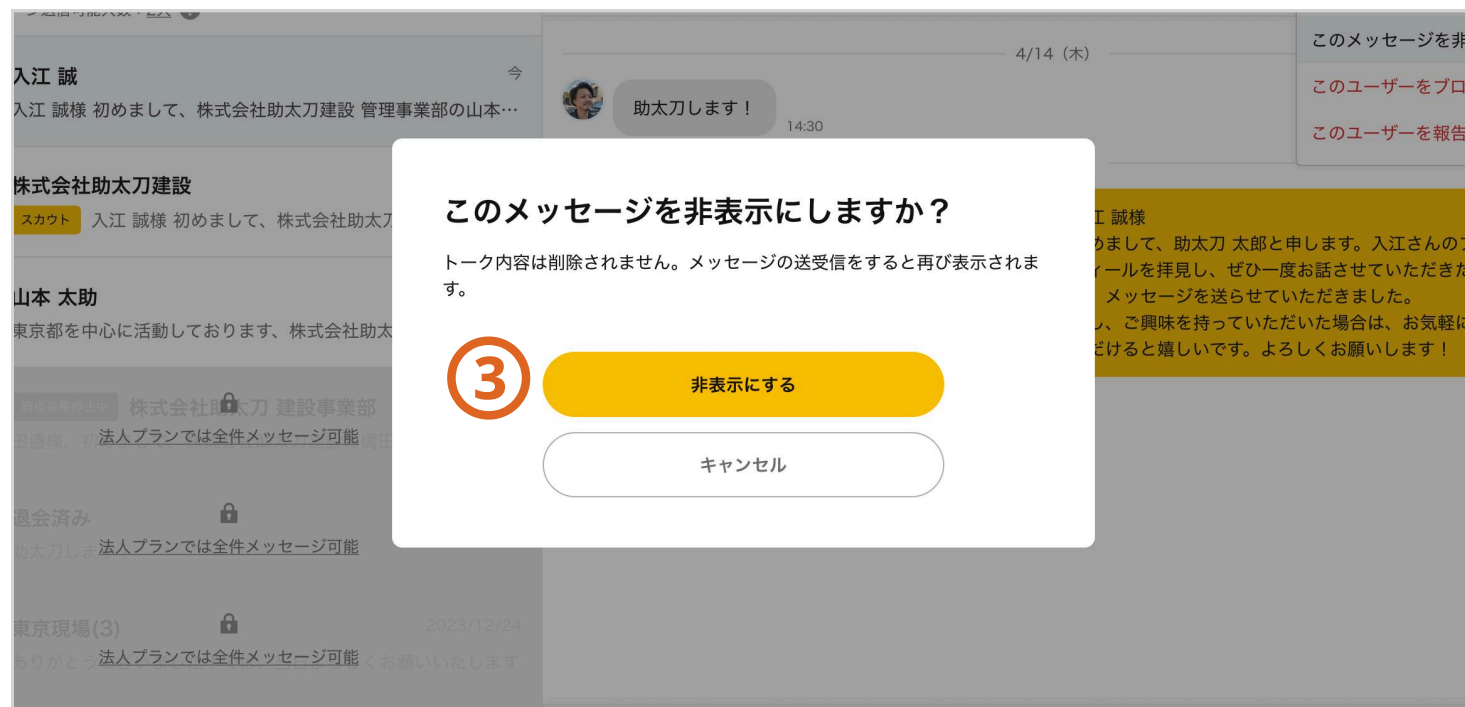 入江 誠
今
入江 誠様 初めまして、株式会社助太刀建設 管理事業部の山本…
株式会社助太刀建設
スカウト 入江 誠様 初めまして、株式会社助太
山本 太助
東京都を中心に活動しております、株式会社助太
株式会社助太刀 建設事業部
法人プランでは全件メッセージ可能
退会済み
法人プランでは全件メッセージ可能
東京現場(3)
2023/12/24
法人プランでは全件メッセージ可能
ありがとう
くお願いいたします
4/14（木）
助太刀します！
14:30
このメッセージを非
このユーザーをブロ
このユーザーを報告
誠様
めまして、助太刀 太郎と申します。入江さんの
ィールを拝見し、ぜひ一度お話させていただきた
メッセージを送らせていただきました。
し、ご興味を持っていただいた場合は、お気軽に
だけると嬉しいです。よろしくお願いします！
このメッセージを非表示にしますか？
トーク内容は削除されません。メッセージの送受信をすると再び表示されま
す。
3
非表示にする
キャンセル